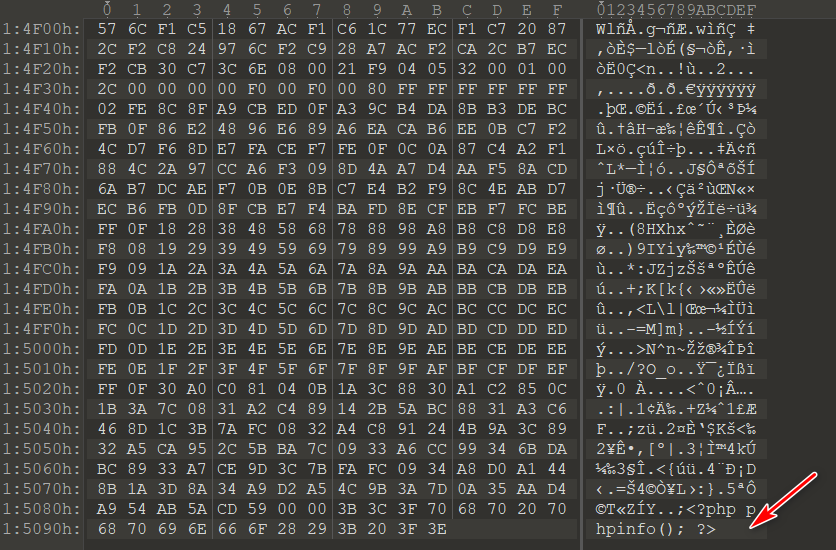 0 1 2 3 4 5 6 7 8 9 A B C D E F 0123456789ABCDEF
1:4F00h: 57 6C F1 C5 18 67 AC F1 C6 1C 77 EC F1 C7 20 87 WlñÅ.g¬ñÆ.wìñÇ ‡
1:4F10h: 2C F2 C8 24 97 6C F2 C9 28 A7 AC F2 CA 2C B7 EC ,òÈ$—lòÉ(§¬òÊ,·ì
1:4F20h: F2 CB 30 C7 3C 6E 08 00 21 F9 04 05 32 00 01 00 òË0Ç<n..!ù..2...
1:4F30h: 2C 00 00 00 00 F0 00 F0 00 80 FF FF FF FF FF FF ,....ð.ð.€ÿÿÿÿÿÿ
1:4F40h: 02 FE 8C 8F A9 CB ED 0F A3 9C B4 DA 8B B3 DE BC .þŒ.©Ëí.£œ´Ú‹³Þ¼
1:4F50h: FB 0F 86 E2 48 96 E6 89 A6 EA CA B6 EE 0B C7 F2 û.†âH–æ‰¦êÊ¶î.Çò
1:4F60h: 4C D7 F6 8D E7 FA CE F7 FE 0F 0C 0A 87 C4 A2 F1 L×ö.çúÎ÷þ...‡Ä¢ñ
1:4F70h: 88 4C 2A 97 CC A6 F3 09 8D 4A A7 D4 AA F5 8A CD ˆL*—Ì¦ó..J§ÔªõŠÍ
1:4F80h: 6A B7 DC AE F7 0B 0E 8B C7 E4 B2 F9 8C 4E AB D7 j·Ü®÷..‹Çä²ùŒN«×
1:4F90h: EC B6 FB 0D 8F CB E7 F4 BA FD 8E CF EB F7 FC BE ì¶û..ËçôºýŽÏë÷ü¾
1:4FA0h: FF 0F 18 28 38 48 58 68 78 88 98 A8 B8 C8 D8 E8 ÿ..(8HXhxˆ˜¨¸ÈØè
1:4FB0h: F8 08 19 29 39 49 59 69 79 89 99 A9 B9 C9 D9 E9 ø..)9IYiy‰™©¹ÉÙé
1:4FC0h: F9 09 1A 2A 3A 4A 5A 6A 7A 8A 9A AA BA CA DA EA ù..*:JZjzŠšªºÊÚê
1:4FD0h: FA 0A 1B 2B 3B 4B 5B 6B 7B 8B 9B AB BB CB DB EB ú..+;K[k{‹›«»ËÛë
1:4FE0h: FB 0B 1C 2C 3C 4C 5C 6C 7C 8C 9C AC BC CC DC EC û..,<L\l|Œœ¬¼ÌÜì
1:4FF0h: FC 0C 1D 2D 3D 4D 5D 6D 7D 8D 9D AD BD CD DD ED ü..-=M]m}..-½ÍÝí
1:5000h: FD 0D 1E 2E 3E 4E 5E 6E 7E 8E 9E AE BE CE DE EE ý...>N^n~Žž®¾ÎÞî
1:5010h: FE 0E 1F 2F 3F 4F 5F 6F 7F 8F 9F AF BF CF DF EF þ../?O_o..Ÿ¯¿Ïßï
1:5020h: FF 0F 30 A0 C0 81 04 0B 1A 3C 88 30 A1 C2 85 0C ÿ.0 À....<ˆ0¡Â….
1:5030h: 1B 3A 7C 08 31 A2 C4 89 14 2B 5A BC 88 31 A3 C6 .:|.1¢Ä‰.+Z¼ˆ1£Æ
1:5040h: 46 8D 1C 3B 7A FC 08 32 A4 C8 91 24 4B 9A 3C 89 F..;zü.2¤È‘$Kš<‰
1:5050h: 32 A5 CA 95 2C 5B BA 7C 09 33 A6 CC 99 34 6B DA 2¥Ê•,[º|.3¦Ì™4kÚ
1:5060h: BC 89 33 A7 CE 9D 3C 7B FA FC 09 34 A8 D0 A1 44 ¼‰3§Î.<{úü.4¨Ð¡D
1:5070h: 8B 1A 3D 8A 34 A9 D2 A5 4C 9B 3A 7D 0A 35 AA D4 ‹.=Š4©Ò¥L›:}.5ªÔ
1:5080h: A9 54 AB 5A CD 59 00 00 3B 3C 3F 70 68 70 20 70 ©T«ZÍY..;<?php p
1:5090h: 68 70 69 6E 66 6F 28 29 3B 20 3F 3E hpinfo(); ?>